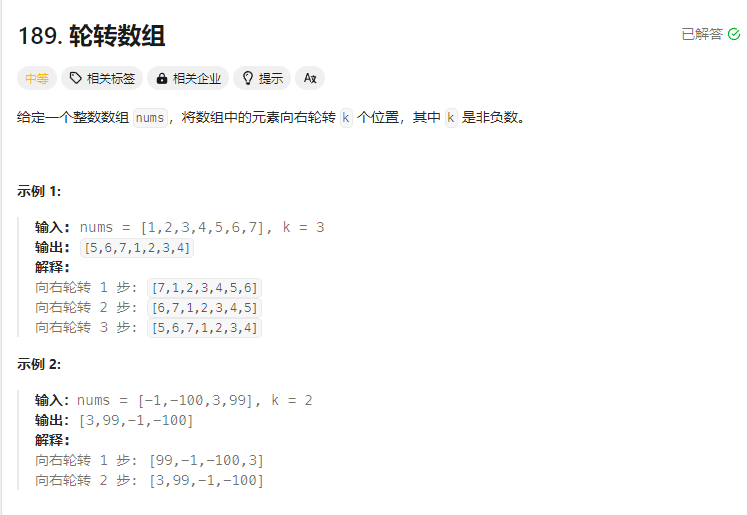 189. 轮转数组
已解答
中等 相关标签 相关企业 提示 Aぁ
给定一个整数数组 nums，将数组中的元素向右轮转 k 个位置，其中 k 是非负数。
示例 1:
输入: nums = [1,2,3,4,5,6,7], k = 3
输出: [5,6,7,1,2,3,4]
解释:
向右轮转 1 步: [7,1,2,3,4,5,6]
向右轮转 2 步: [6,7,1,2,3,4,5]
向右轮转 3 步: [5,6,7,1,2,3,4]
示例 2:
输入：nums = [-1,-100,3,99], k = 2
输出：[3,99,-1,-100]
解释:
向右轮转 1 步: [99,-1,-100,3]
向右轮转 2 步: [3,99,-1,-100]